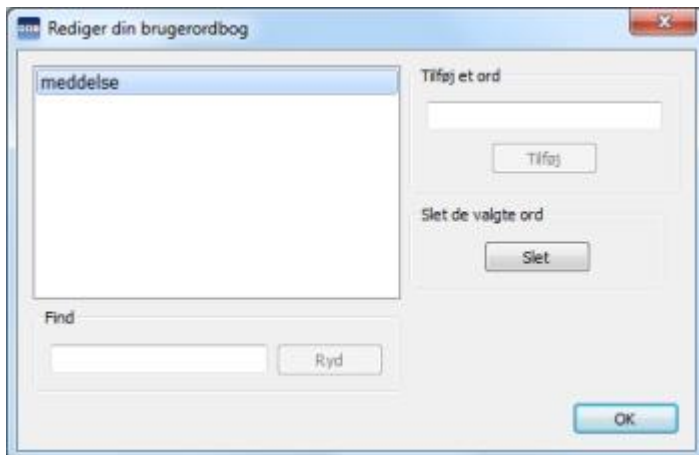 Rediger din brugerordbog
meddelse
Tilføj et ord
Tilføj
Slet de valgte ord
Slet
Find
Ryd
OK